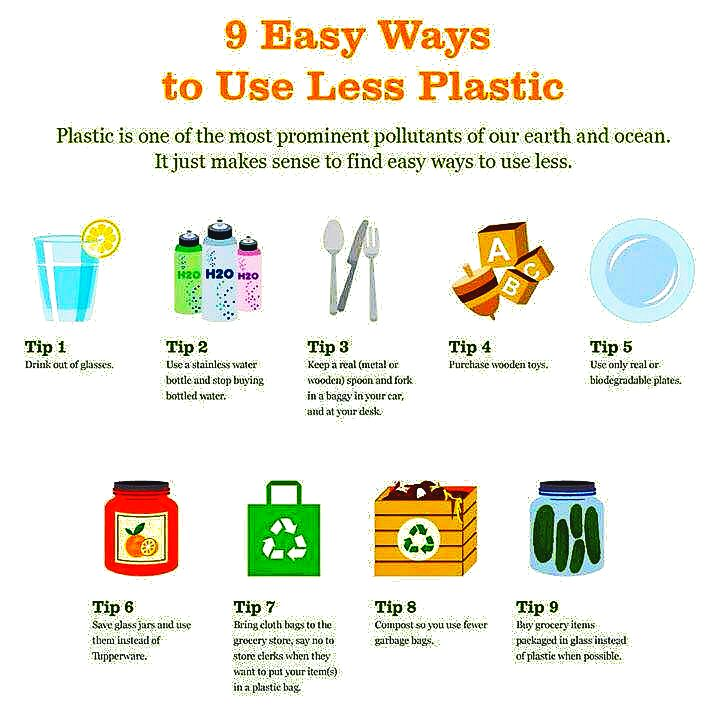 9 Easy Ways
to Use Less Plastic
Plastic is one of the most prominent pollutants of our earth and ocean.
It just makes sense to find easy ways to use less.
H2O
H2O
H2O
A
C
B
Tip 1
Drink out of glasses.
Tip 2
Use a stainless water
bottle and stop buying
bottled water.
Tip 3
Keep a real (metal or
wooden) spoon and fork
in a baggy in your car,
and at your desk.
Tip 4
Purchase wooden toys.
Tip 5
Use only real or
biodegradable plates.
Tip 6
Save glass jars and use
them instead of
Tupperware.
Tip 7
Bring cloth bags to the
grocery store, say no to
store clerks when they
want to put your item(s)
in a plastic bag.
Tip 8
Compost so you use fewer
garbage bags.
Tip 9
Buy grocery items
packaged in glass instead
of plastic when possible.